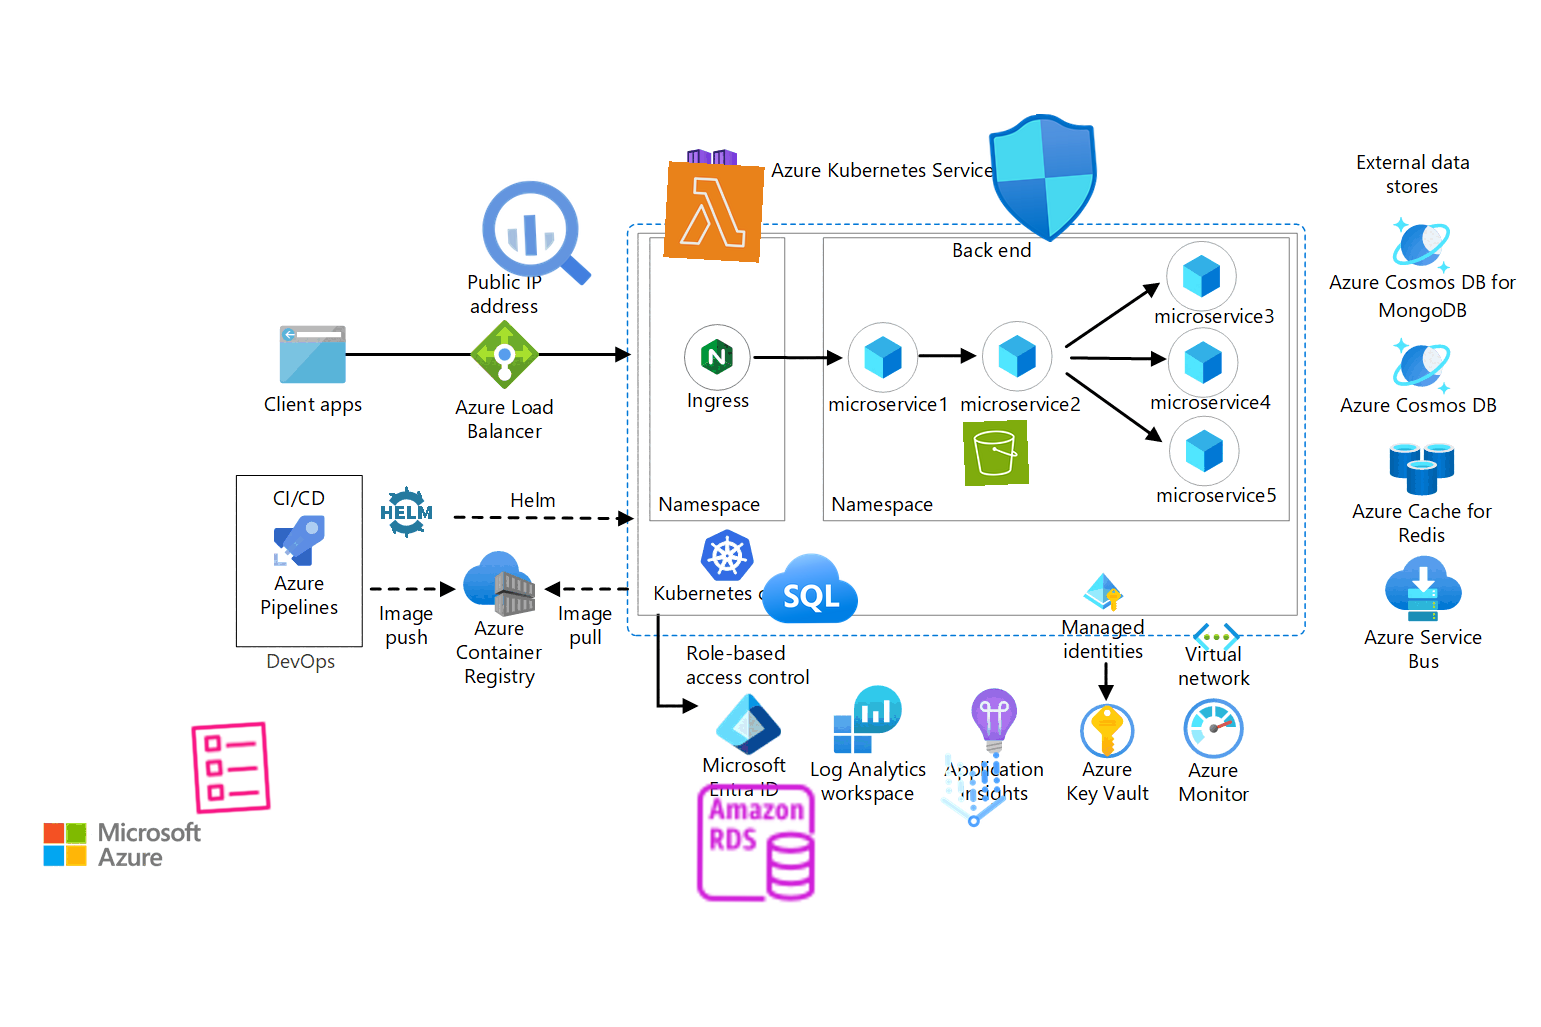 Azure Kubernetes Service
External data
stores
Public IP
address
Back end
Azure Cosmos DB for
MongoDB
microservice3
Client apps
Azure Load
Balancer
Ingress
microservice1
microservice2
microservice4
Azure Cosmos DB
microservice5
Namespace
Namespace
CI/CD
HELM
Helm
Azure
Pipelines
DevOps
Image
push
Image
pull
Azure
Container
Registry
Kubernetes
SQL
Azure Cache for
Redis
Azure Service
Bus
Managed
identities
Virtual
network
Role-based
access control
Microsoft
Entra ID
Log Analytics
workspace
Application
Insights
Azure
Key Vault
Azure
Monitor
Amazon
RDS
Microsoft
Azure